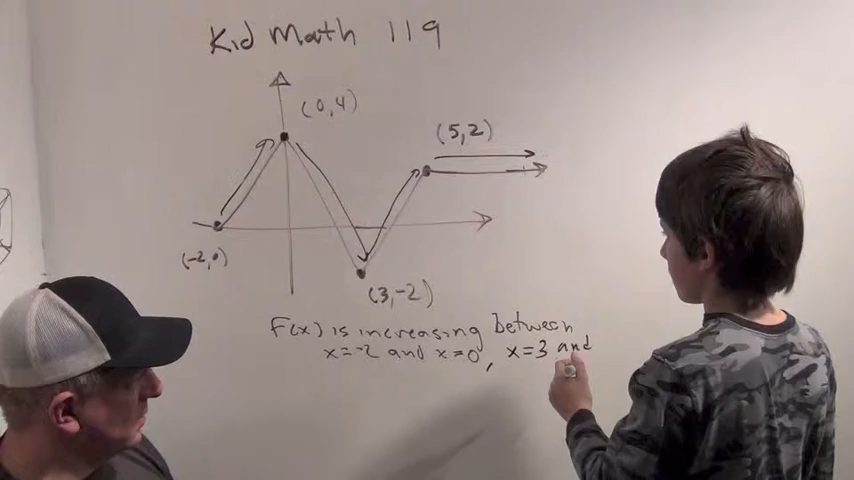 Kid Math 119
(0,4)
(5,2)
(-2,0)
(3,-2)
F(x) is increasing between
x=-2 and x=0, x=3 and